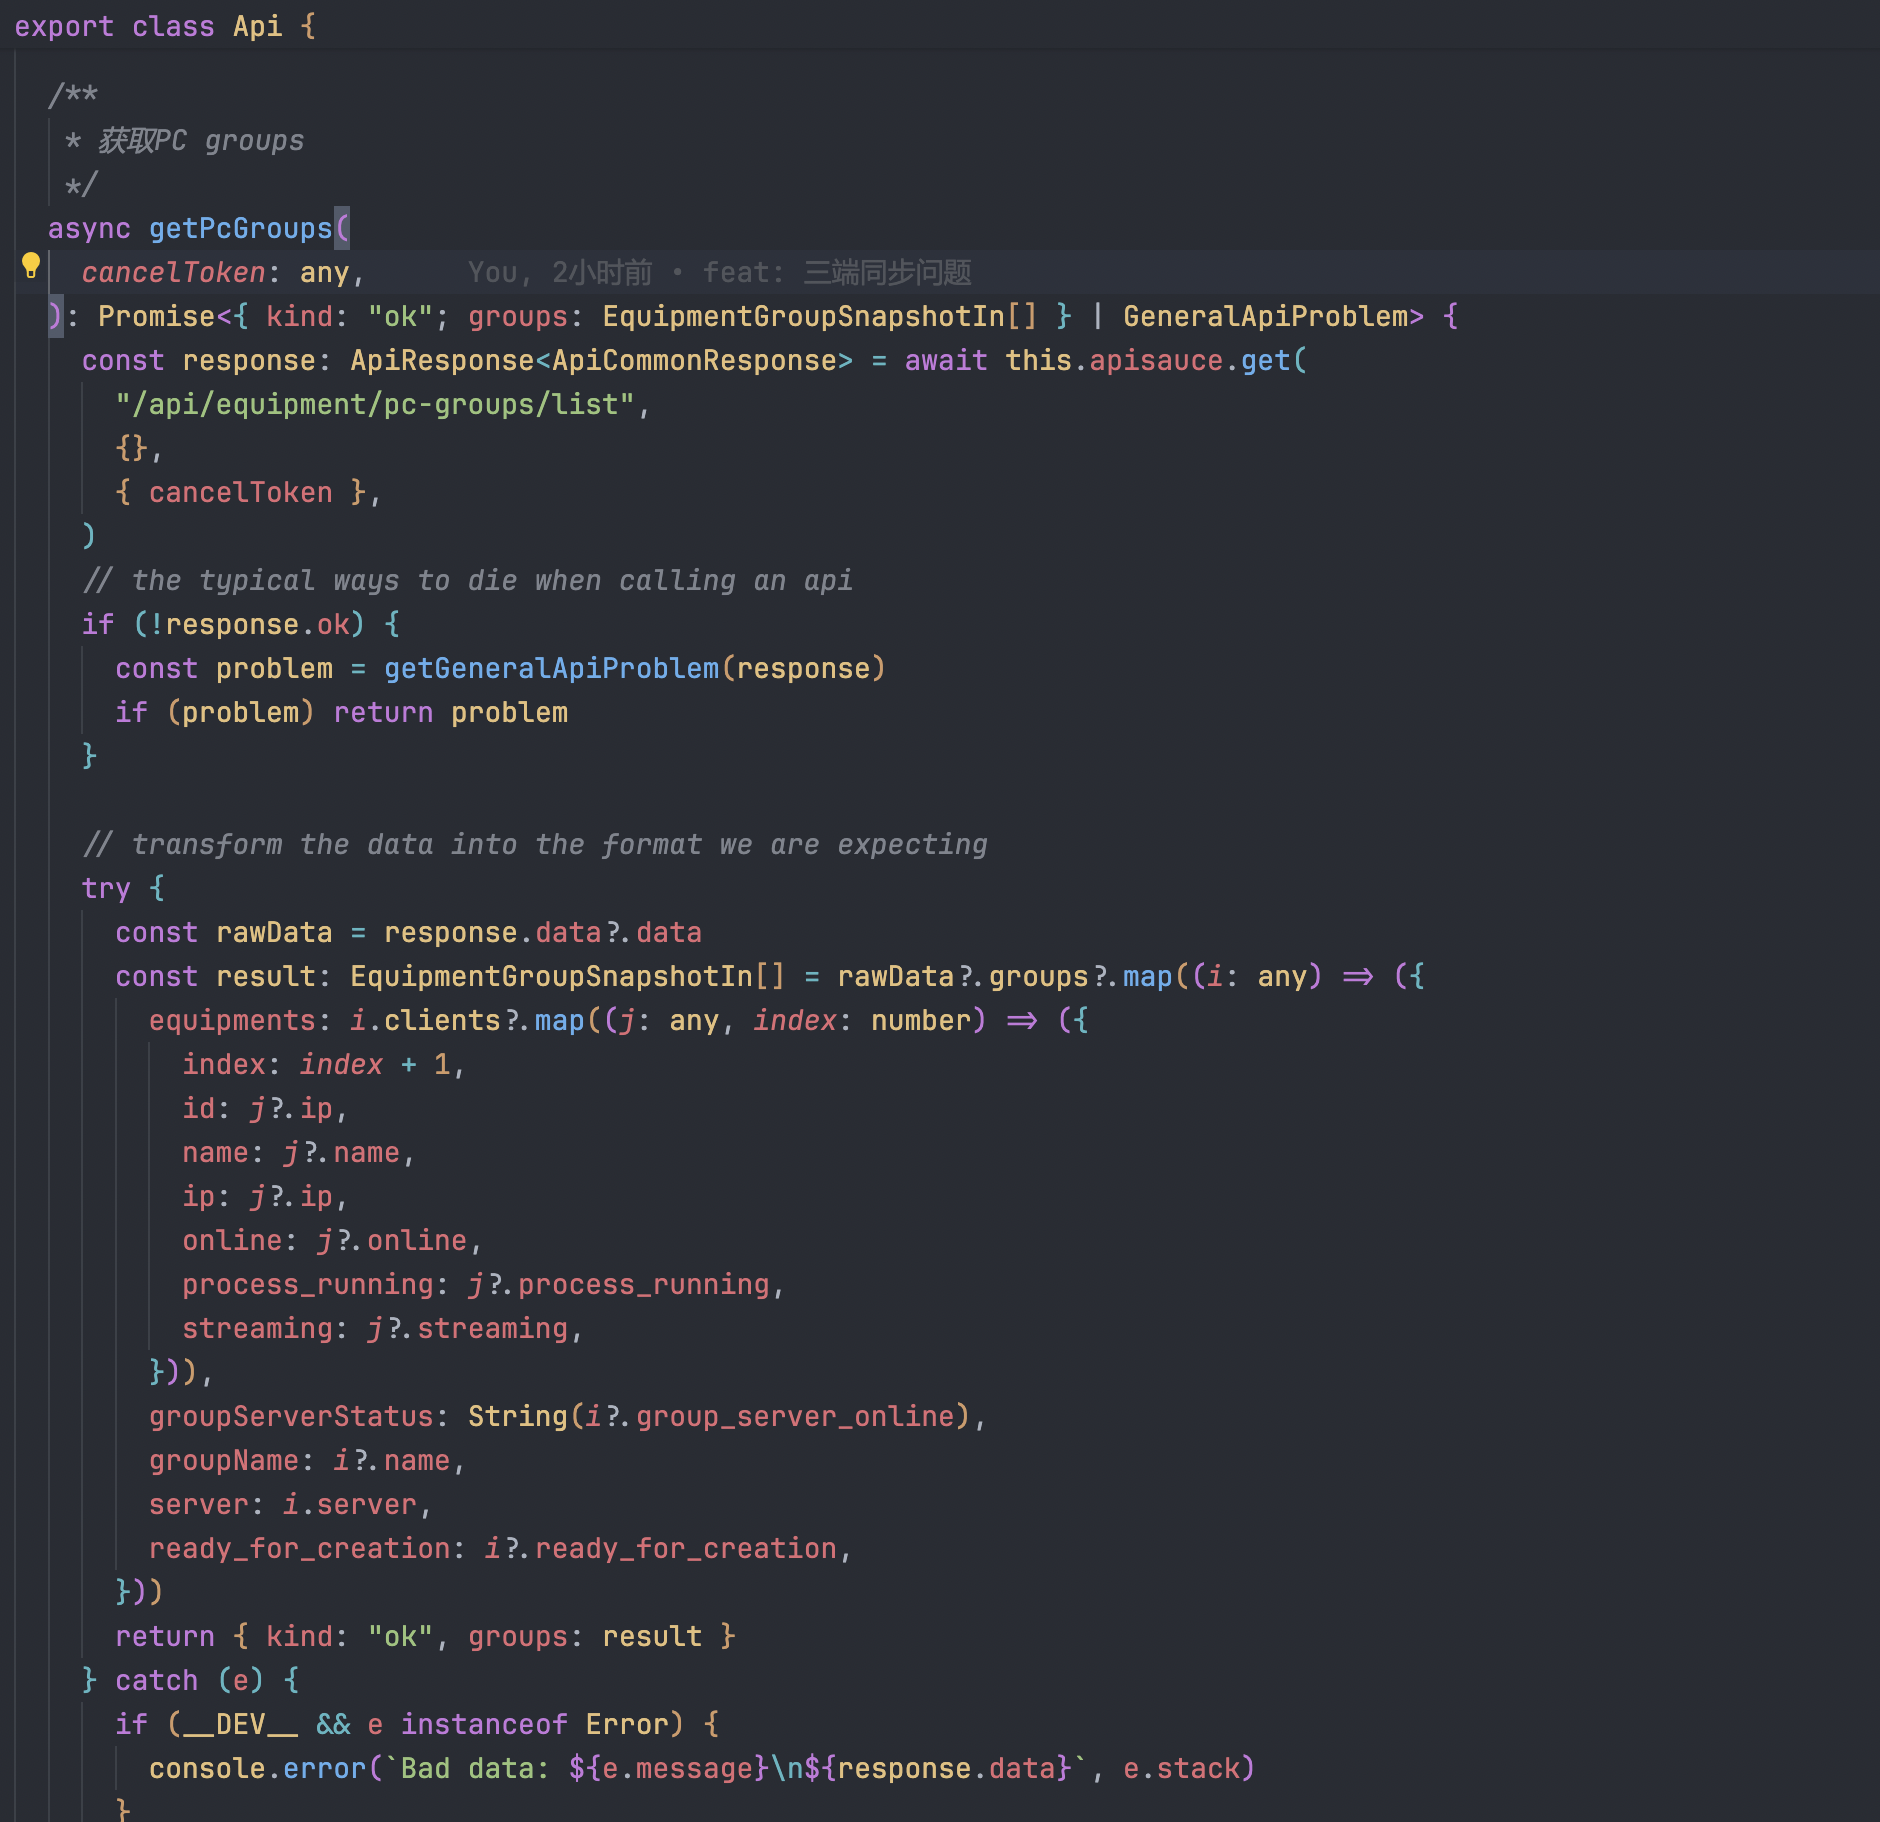 export class Api {
/**
* 获取PC groups
*/
async getPcGroups(
cancelToken: any, You, 2小时前 • feat: 三端同步问题
): Promise<{ kind: "ok"; groups: EquipmentGroupSnapshotIn[] } | GeneralApiProblem> {
const response: ApiResponse<ApiCommonResponse> = await this.apisauce.get(
"/api/equipment/pc-groups/list",
{},
{ cancelToken },
)
// the typical ways to die when calling an api
if (!response.ok) {
const problem = getGeneralApiProblem(response)
if (problem) return problem
}
// transform the data into the format we are expecting
try {
const rawData = response.data?.data
const result: EquipmentGroupSnapshotIn[] = rawData?.groups?.map((i: any) => ({
equipments: i.clients?.map((j: any, index: number) => ({
index: index + 1,
id: j?.ip,
name: j?.name,
ip: j?.ip,
online: j?.online,
process_running: j?.process_running,
streaming: j?.streaming,
})),
groupServerStatus: String(i?.group_server_online),
groupName: i?.name,
server: i.server,
ready_for_creation: i?.ready_for_creation,
}))
return { kind: "ok", groups: result }
} catch (e) {
if (__DEV__ && e instanceof Error) {
console.error(`Bad data: ${e.message}\n${response.data}`, e.stack)
}